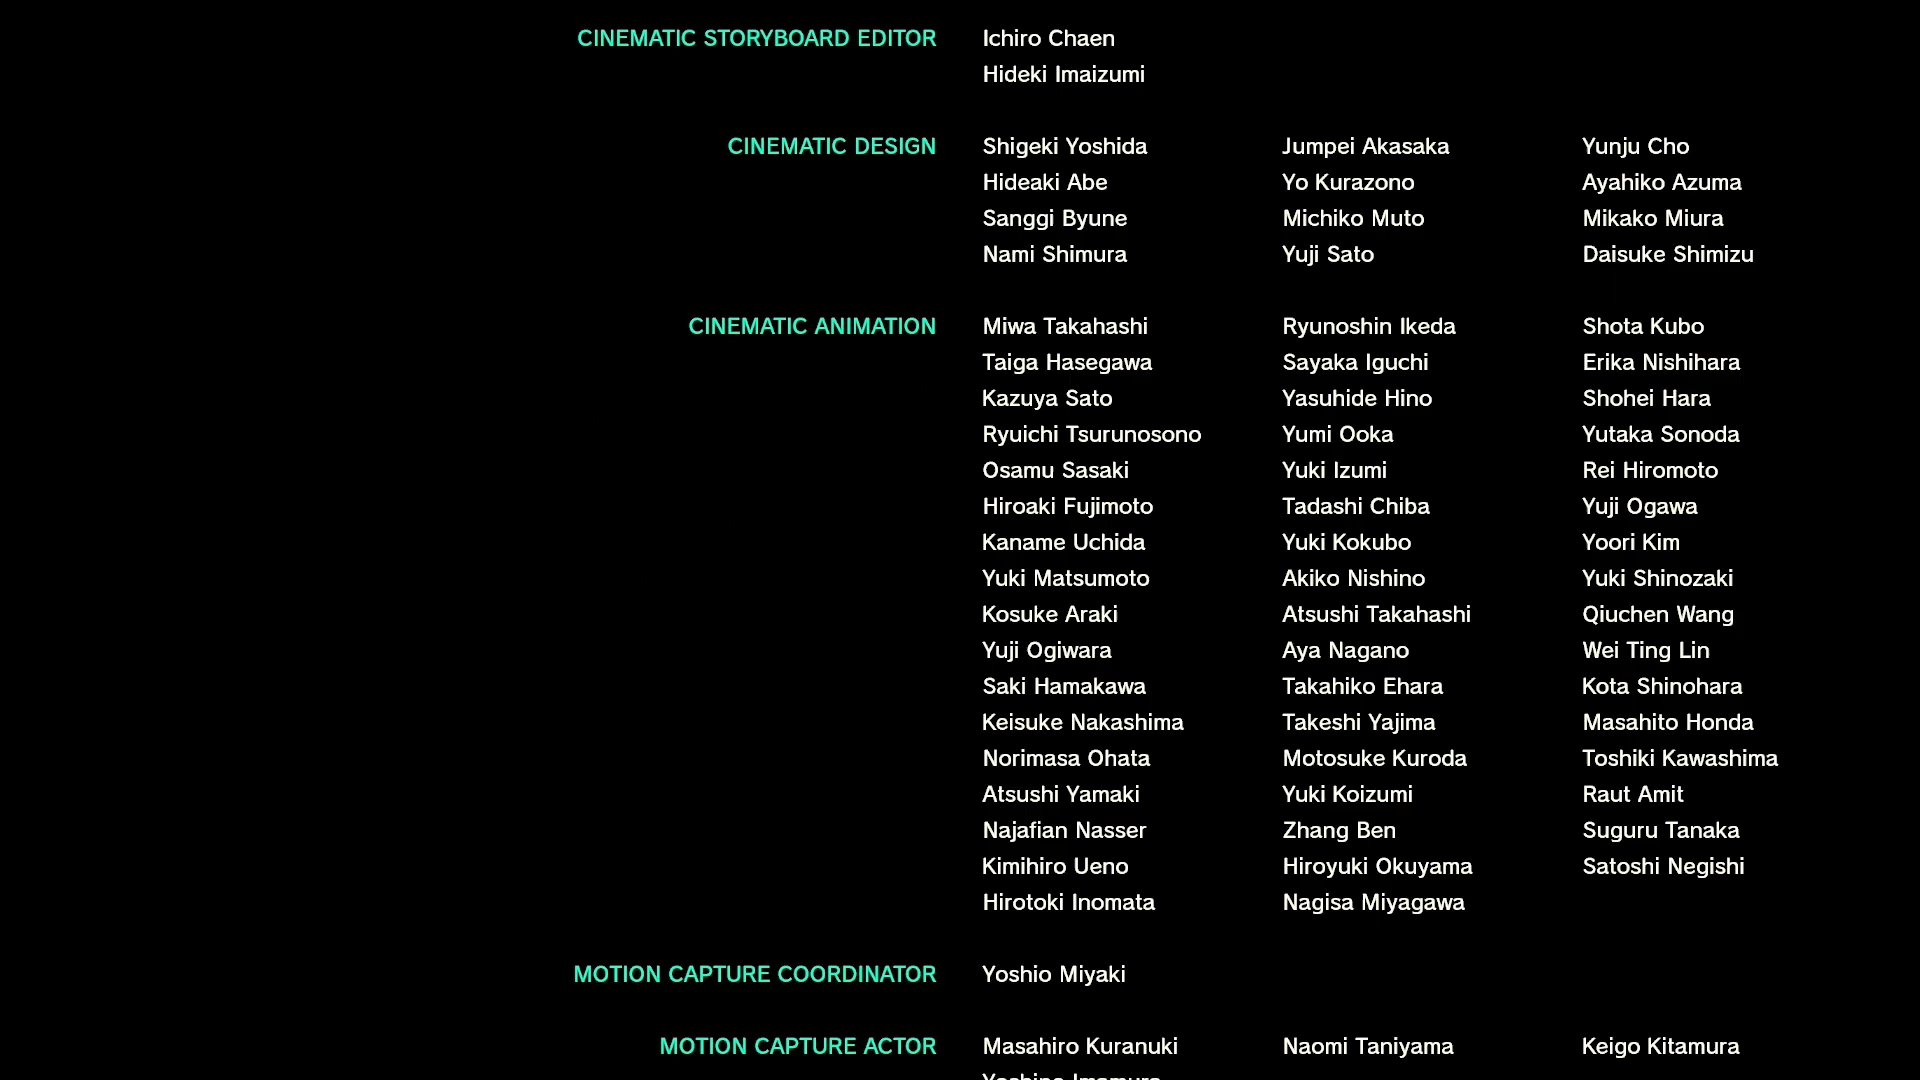 CINEMATIC STORYBOARD EDITOR Ichiro Chaen
Hideki Imaizumi
CINEMATIC DESIGN Shigeki Yoshida Jumpei Akasaka Yunju Cho
Hideaki Abe Yo Kurazono Ayahiko Azuma
Sanggi Byune Michiko Muto Mikako Miura
Nami Shimura Yuji Sato Daisuke Shimizu
CINEMATIC ANIMATION Miwa Takahashi Ryunoshin Ikeda Shota Kubo
Taiga Hasegawa Sayaka Iguchi Erika Nishihara
Kazuya Sato Yasuhide Hino Shohei Hara
Ryuichi Tsurunosono Yumi Ooka Yutaka Sonoda
Osamu Sasaki Yuki Izumi Rei Hiromoto
Hiroaki Fujimoto Tadashi Chiba Yuji Ogawa
Kaname Uchida Yuki Kokubo Yoori Kim
Yuki Matsumoto Akiko Nishino Yuki Shinozaki
Kosuke Araki Atsushi Takahashi Qiuchen Wang
Yuji Ogiwara Aya Nagano Wei Ting Lin
Saki Hamakawa Takahiko Ehara Kota Shinohara
Keisuke Nakashima Takeshi Yajima Masahito Honda
Norimasa Ohata Motosuke Kuroda Toshiki Kawashima
Atsushi Yamaki Yuki Koizumi Raut Amit
Najafian Nasser Zhang Ben Suguru Tanaka
Kimihiro Ueno Hiroyuki Okuyama Satoshi Negishi
Hirotoki Inomata Nagisa Miyagawa
MOTION CAPTURE COORDINATOR Yoshio Miyaki
MOTION CAPTURE ACTOR Masahiro Kuranuki Naomi Taniyama Keigo Kitamura